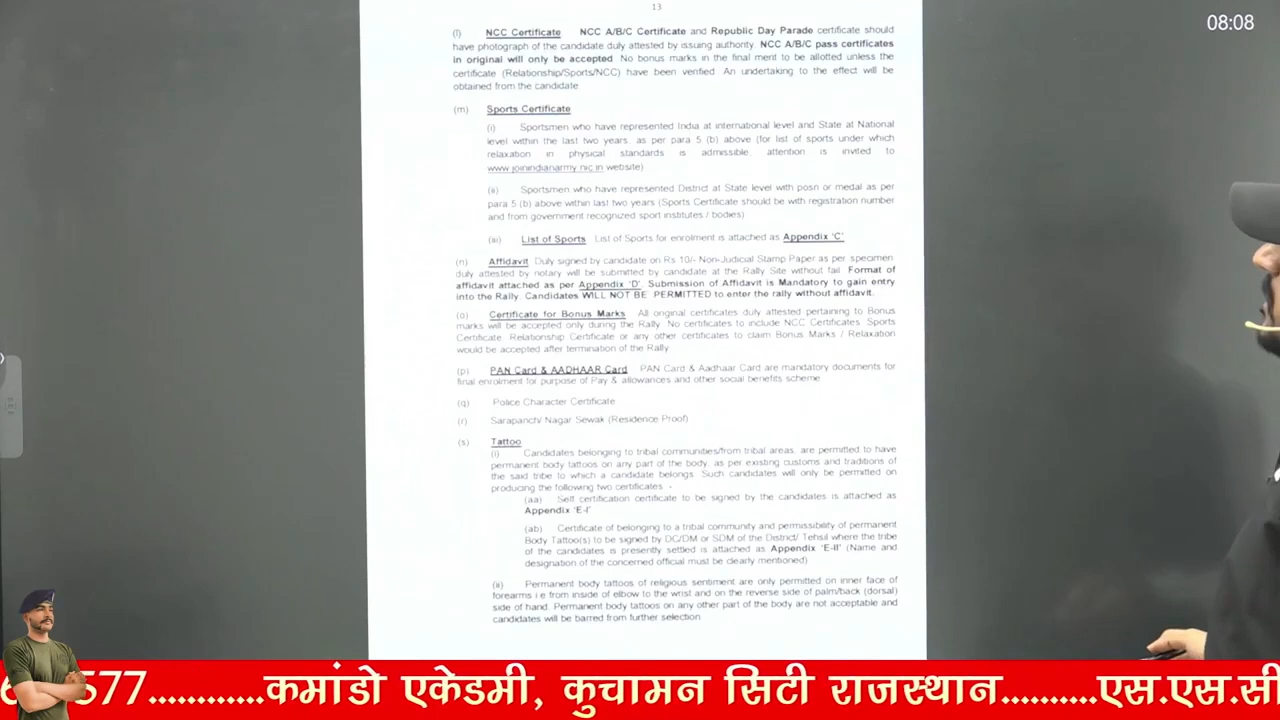 13
08:08
(l) NCC Certificate NCC A/B/C Certificate and Republic Day Parade certificate should
have photograph of the candidate duly attested by issuing authority. NCC A/B/C pass certificates
in original will only be accepted No bonus marks in the final merit to be allotted unless the
certificate (Relationship/Sports/NCC) have been verified An undertaking to the effect will be
obtained from the candidate
(m) Sports Certificate
(i) Sportsmen who have represented India at international level and State at National
level within the last two years, as per para 5 (b) above (for list of sports under which
relaxation in physical standards is admissible, attention is invited to
www.joinindianarmy.nic.in website)
Sportsmen who have represented District at State level with posn or medal as per
para 5 (b) above within last two years (Sports Certificate should be with registration number
and from government recognized sport institutes / bodies)
(iii) List of Sports List of Sports for enrolment is attached as Appendix 'C'
(n) Affidavit Duly signed by candidate on Rs 10/- Non-Judicial Stamp Paper as per specimen
duly attested by notary will be submitted by candidate at the Rally Site without fail Format of
affidavit attached as per Appendix 'D'. Submission of Affidavit is Mandatory to gain entry
into the Rally. Candidates WILL NOT BE PERMITTED to enter the rally without affidavit.
(o) Certificate for Bonus Marks All original certificates duly attested pertaining to Bonus
marks will be accepted only during the Rally No certificates to include NCC Certificates Sports
Certificate, Relationship Certificate or any other certificates to claim Bonus Marks / Relaxation
would be accepted after termination of the Rally
(p) PAN Card & AADHAAR Card PAN Card & Aadhaar Card are mandatory documents for
final enrolment for purpose of Pay & allowances and other social benefits scheme
(q) Police Character Certificate
(r) Sarapanch/ Nagar Sewak (Residence Proof)
(s) Tattoo
(i) Candidates belonging to tribal communities/from tribal areas, are permitted to have
permanent body tattoos on any part of the body, as per existing customs and traditions of
the said tribe to which a candidate belongs. Such candidates will only be permitted on
producing the following two certificates -
(aa) Self certification certificate to be signed by the candidates is attached as
Appendix 'E-I'
(ab) Certificate of belonging to a tribal community and permissibility of permanent
Body Tattoo(s) to be signed by DC/DM or SDM of the District/ Tehsil where the tribe
of the candidates is presently settled is attached as Appendix 'E-II' (Name and
designation of the concerned official must be clearly mentioned)
Permanent body tattoos of religious sentiment are only permitted on inner face of
forearms i.e from inside of elbow to the wrist and on the reverse side of palm/back (dorsal)
side of hand. Permanent body tattoos on any other part of the body are not acceptable and
candidates will be barred from further selection
577...........कमांडो एकेडमी, कुचामन सिटी राजस्थान..........एस.एस.सी